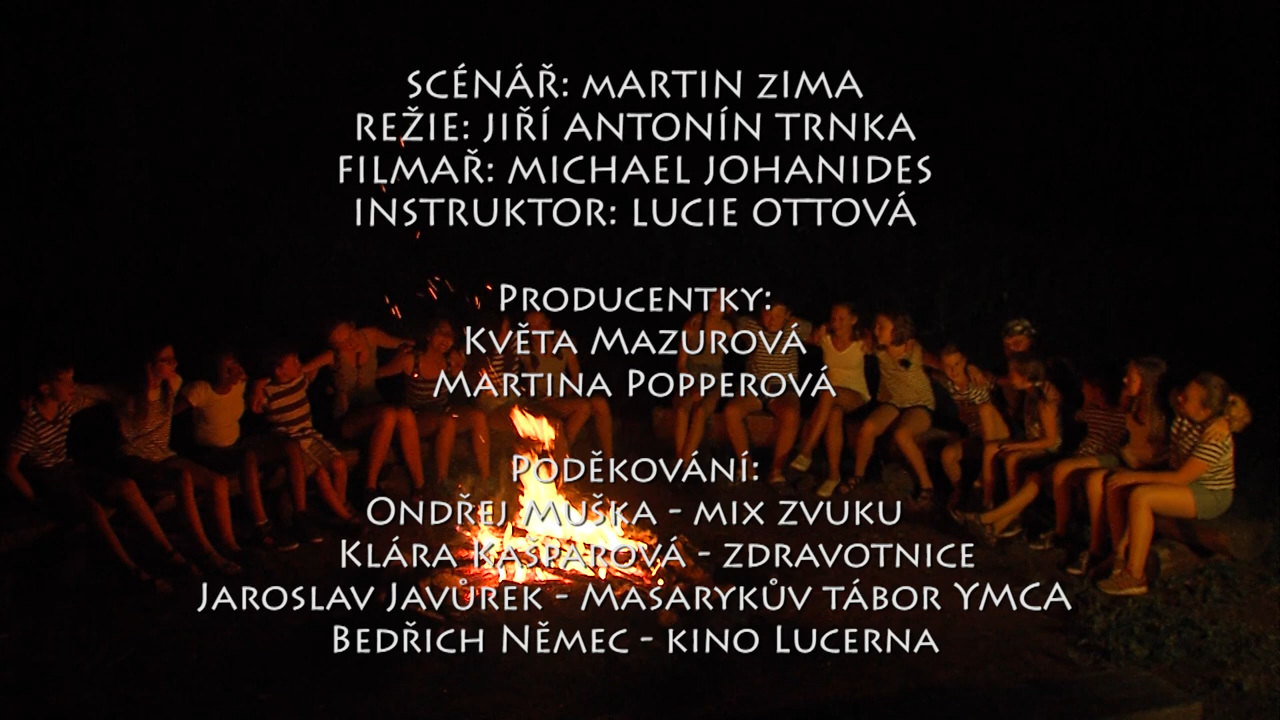 SCÉNÁŘ: MARTIN ZIMA
REŽIE: JIŘÍ ANTONÍN TRNKA
FILMAŘ: MICHAEL JOHANIDES
INSTRUKTOR: LUCIE OTTOVÁ
Producentky:
Květa Mazurová
Martina Popperová
Poděkování:
Ondřej Muška - mix zvuku
Klára Kašparová - zdravotnice
Jaroslav Javůrek - Masarykův tábor YMCA
Bedřich Němec - kino Lucerna